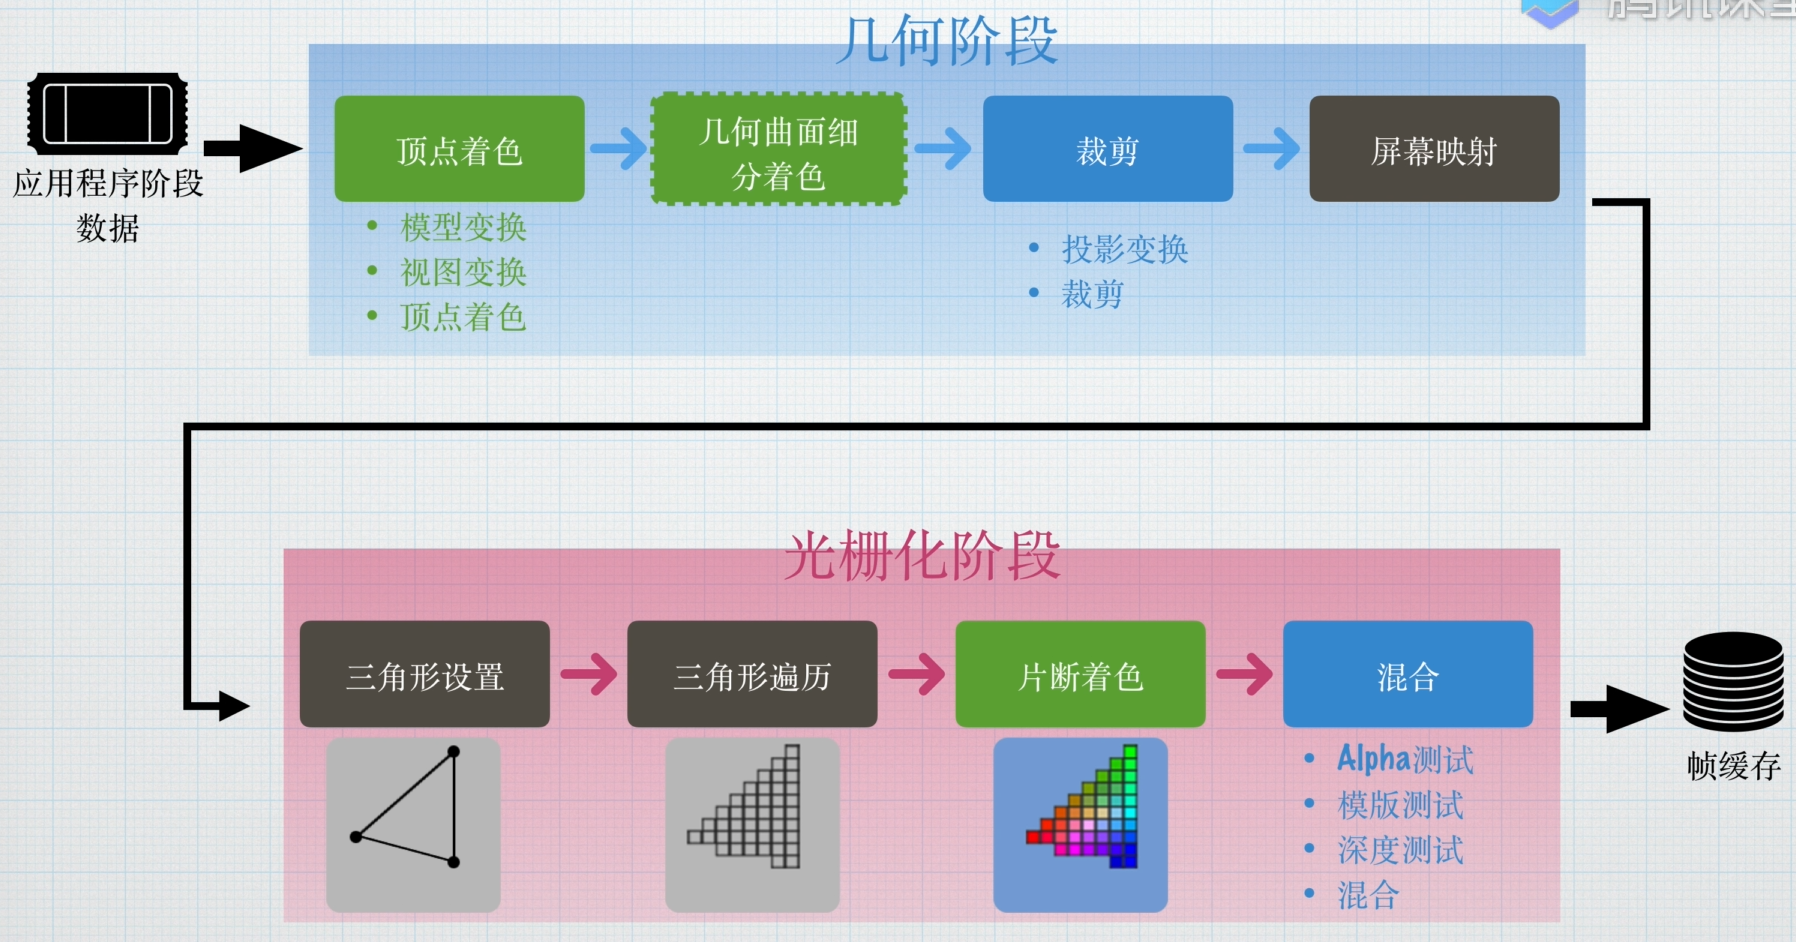 腾讯课堂
几何阶段
应用程序阶段
数据
顶点着色
几何曲面细
分着色
裁剪
屏幕映射
模型变换
视图变换
顶点着色
投影变换
裁剪
光栅化阶段
三角形设置
三角形遍历
片断着色
混合
Alpha测试
模版测试
深度测试
混合
帧缓存